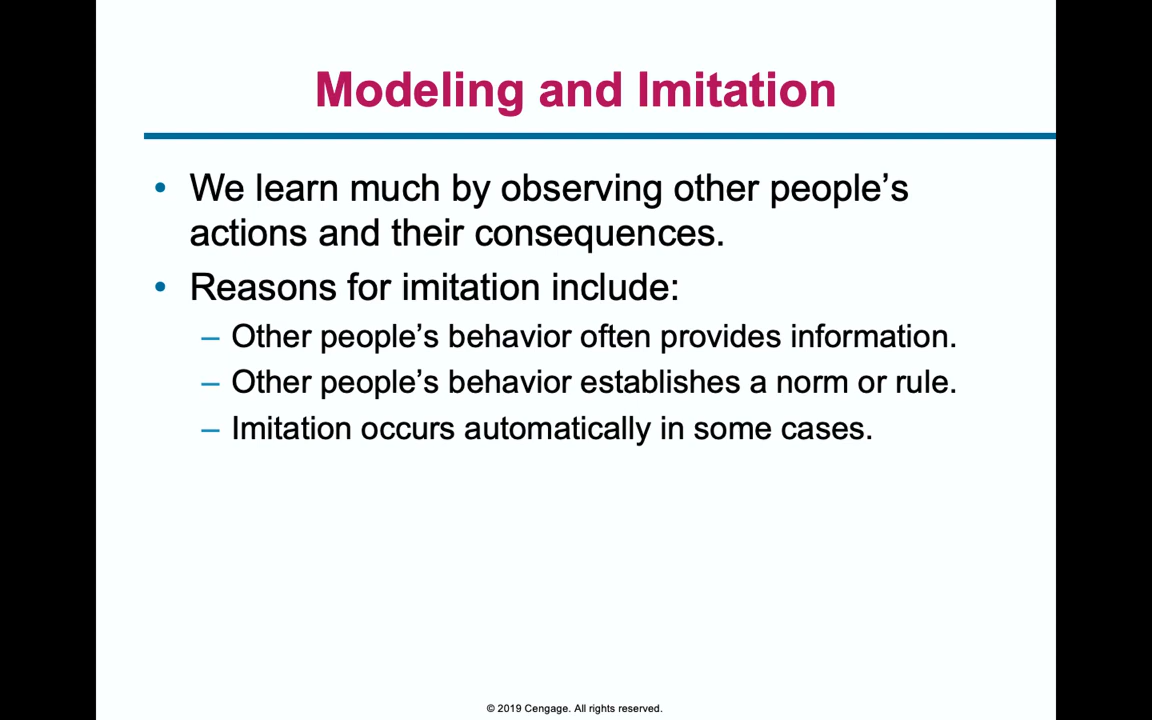 Modeling and Imitation
• We learn much by observing other people’s
actions and their consequences.
• Reasons for imitation include:
– Other people’s behavior often provides information.
– Other people’s behavior establishes a norm or rule.
– Imitation occurs automatically in some cases.
© 2019 Cengage. All rights reserved.